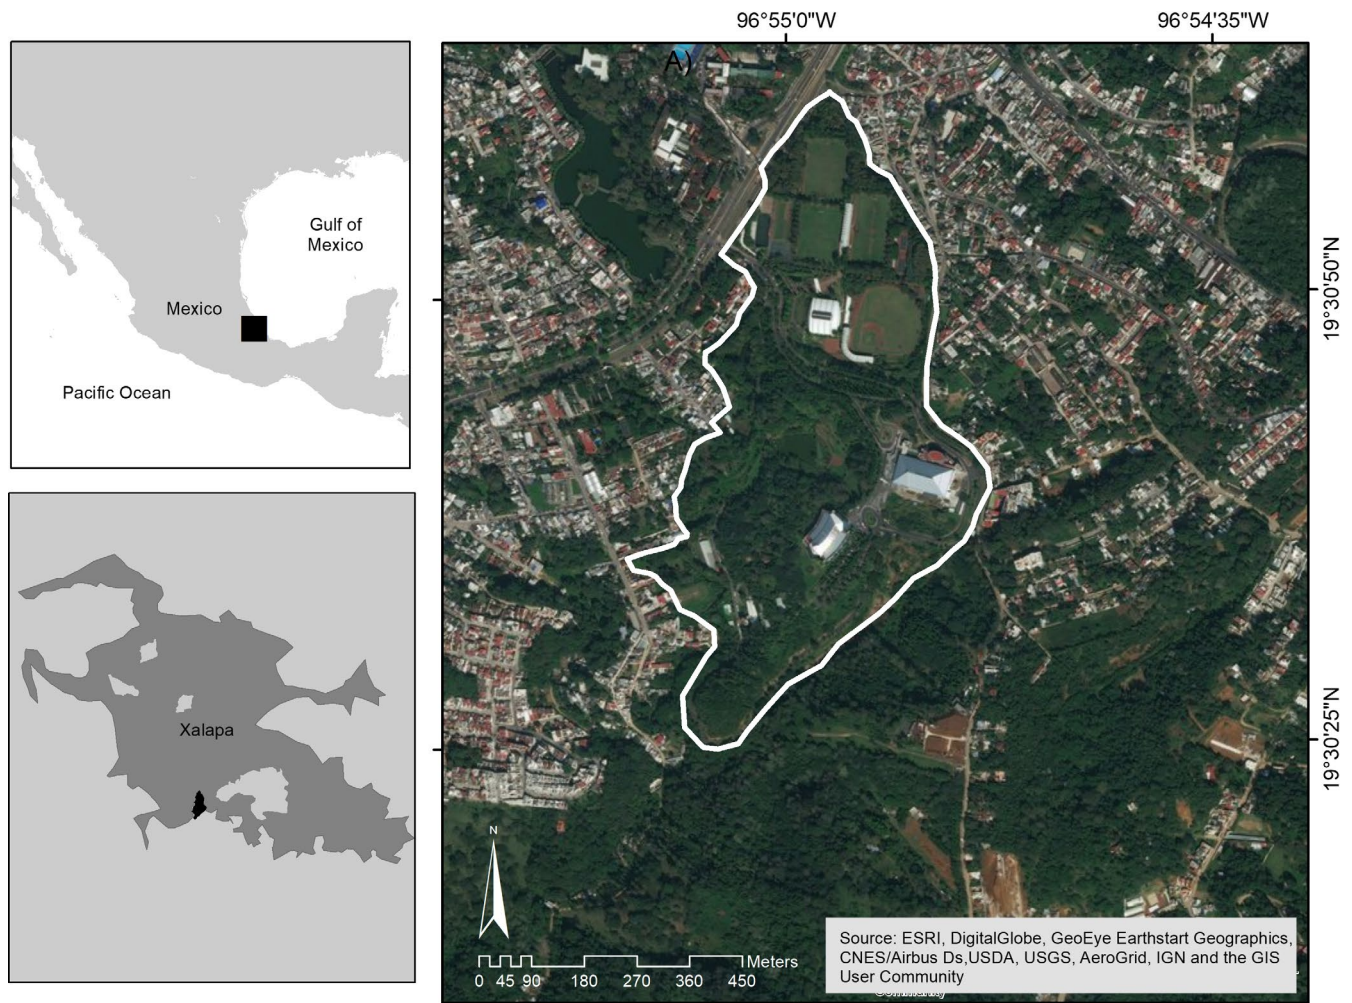 96°55'0"W
96°54'35"W
A)
Gulf of
Mexico
Mexico
Pacific Ocean
19°30'50"N
Xalapa
19°30'25"N
N
0 45 90 180 270 360 450 Meters
Source: ESRI, DigitalGlobe, GeoEye Earthstart Geographics,
CNES/Airbus Ds,USDA, USGS, AeroGrid, IGN and the GIS
User Community